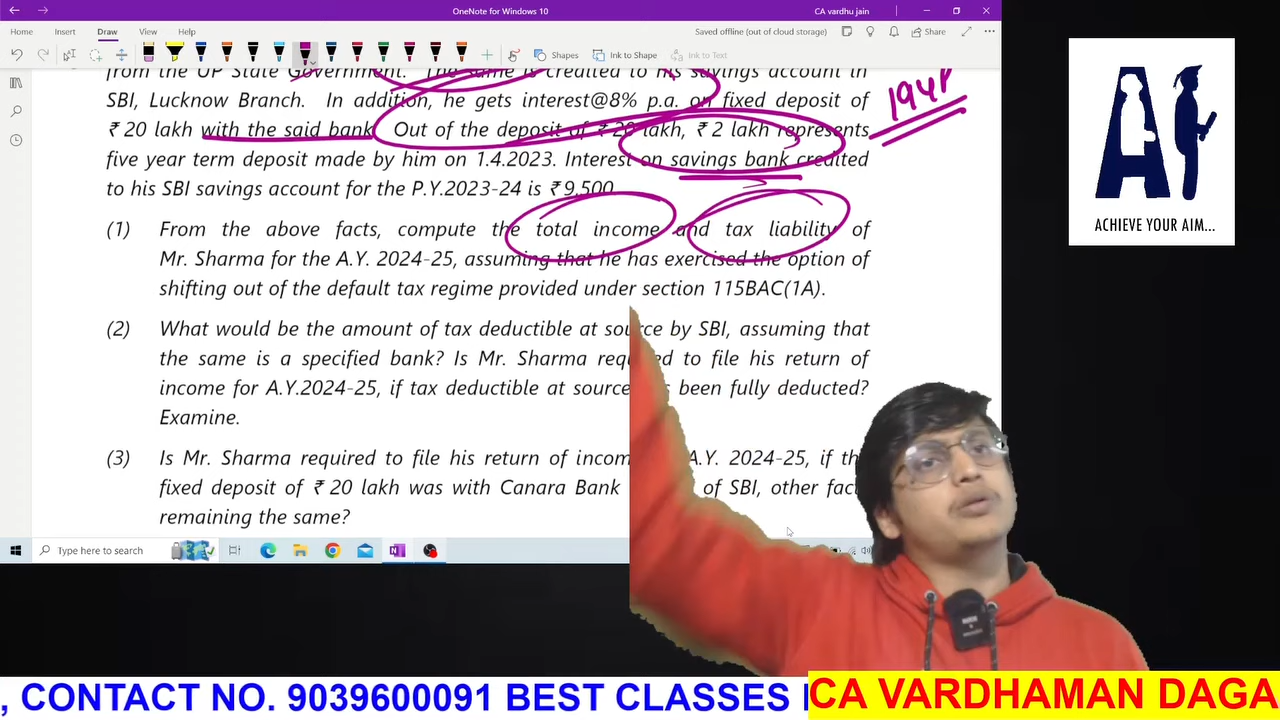 OneNote for Windows 10
CA vardhu jain
Home Insert Draw View Help
Saved offline (out of cloud storage)
Share
Shapes
Ink to Shape
Ink to Text
from the UP State Government. The same is credited to his savings account in
SBI, Lucknow Branch. In addition, he gets interest@8% p.a. on fixed deposit of
₹ 20 lakh with the said bank. Out of the deposit of ₹ 20 lakh, ₹ 2 lakh represents
five year term deposit made by him on 1.4.2023. Interest on savings bank credited
to his SBI savings account for the P.Y.2023-24 is ₹ 9,500.
194P
(1) From the above facts, compute the total income and tax liability of
Mr. Sharma for the A.Y. 2024-25, assuming that he has exercised the option of
shifting out of the default tax regime provided under section 115BAC(1A).
(2) What would be the amount of tax deductible at source by SBI, assuming that
the same is a specified bank? Is Mr. Sharma req ed to file his return of
income for A.Y.2024-25, if tax deductible at source s been fully deducted?
Examine.
(3) Is Mr. Sharma required to file his return of incom A.Y. 2024-25, if th
fixed deposit of ₹ 20 lakh was with Canara Bank of SBI, other fac
remaining the same?
Type here to search
ACHIEVE YOUR AIM...
, CONTACT NO. 9039600091 BEST CLASSES
CA VARDHAMAN DAGA